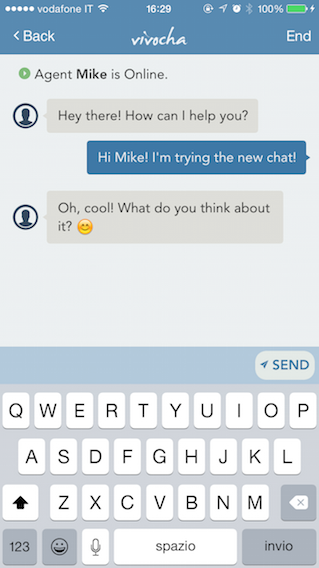 vodafone IT 16:29 100%
Back vivocha End
Agent Mike is Online.
Hey there! How can I help you?
Hi Mike! I'm trying the new chat!
Oh, cool! What do you think about
it? 😊
SEND
Q W E R T Y U I O P
A S D F G H J K L
Z X C V B N M
123 spazio invio